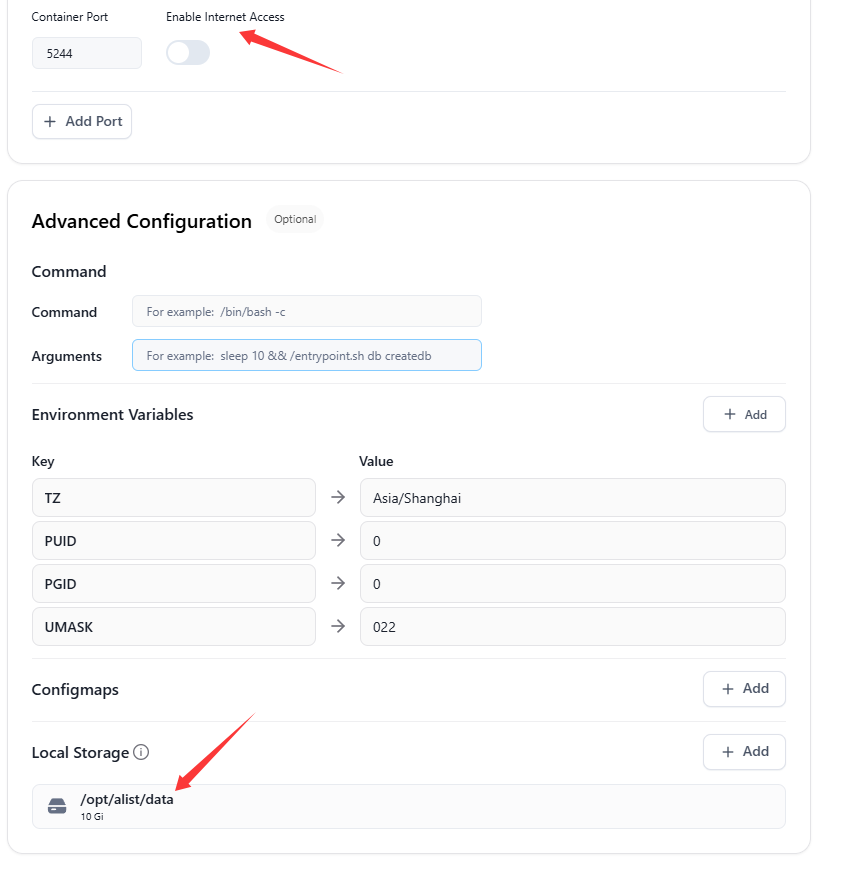 Container Port Enable Internet Access
5244
+ Add Port
Advanced Configuration Optional
Command
Command For example: /bin/bash -c
Arguments For example: sleep 10 && /entrypoint.sh db createdb
Environment Variables + Add
Key Value
TZ → Asia/Shanghai
PUID → 0
PGID → 0
UMASK → 022
Configmaps + Add
Local Storage + Add
/opt/alist/data
10 Gi